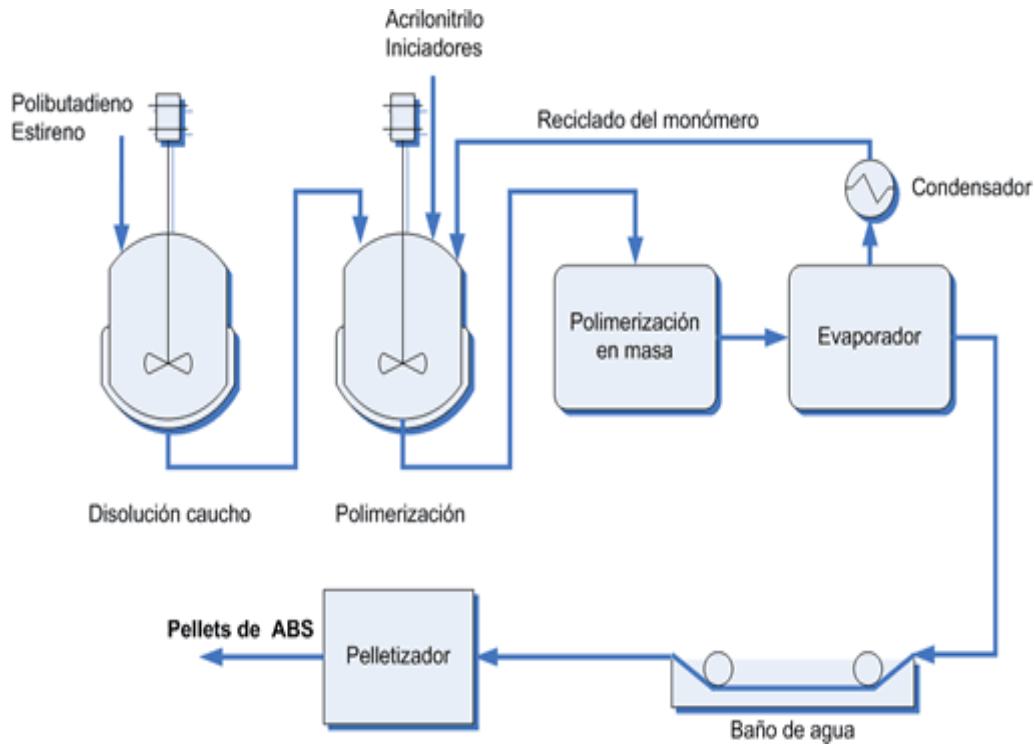 Acrilonitrilo
Iniciadores
Polibutadieno
Estireno
Reciclado del monómero
Condensador
Polimerización
en masa
Evaporador
Disolución caucho
Polimerización
Pellets de ABS
Pelletizador
Baño de agua